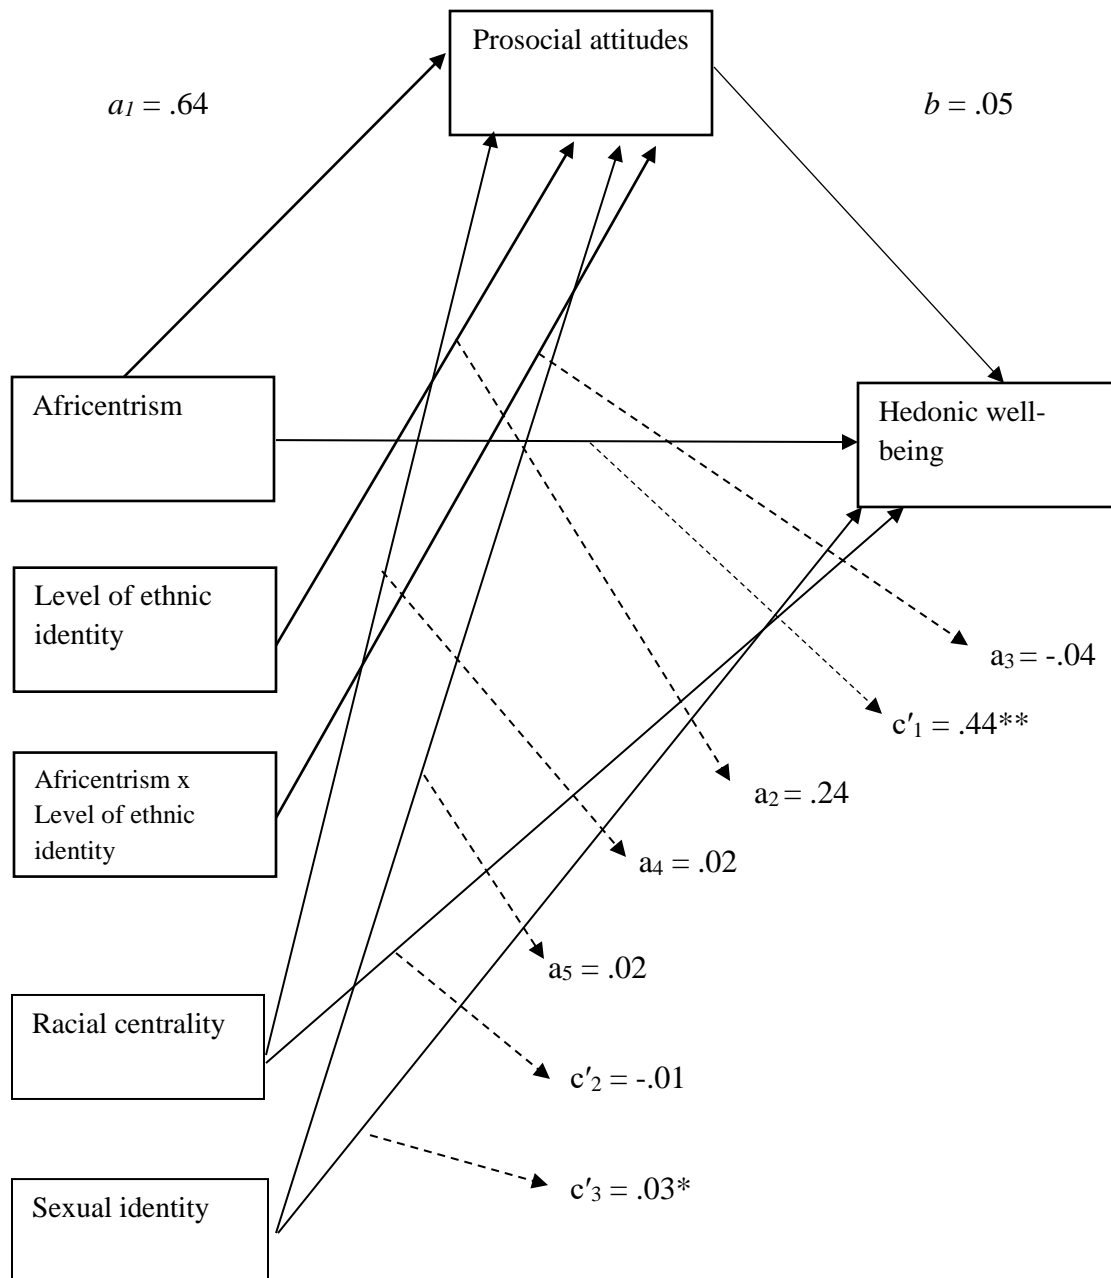 Prosocial attitudes
a₁ = .64
b = .05
Africentrism
Hedonic well-
being
Level of ethnic
identity
a₃ = -.04
c′₁ = .44**
Africentrism x
Level of ethnic
identity
a₂ = .24
a₄ = .02
a₅ = .02
Racial centrality
c′₂ = -.01
c′₃ = .03*
Sexual identity